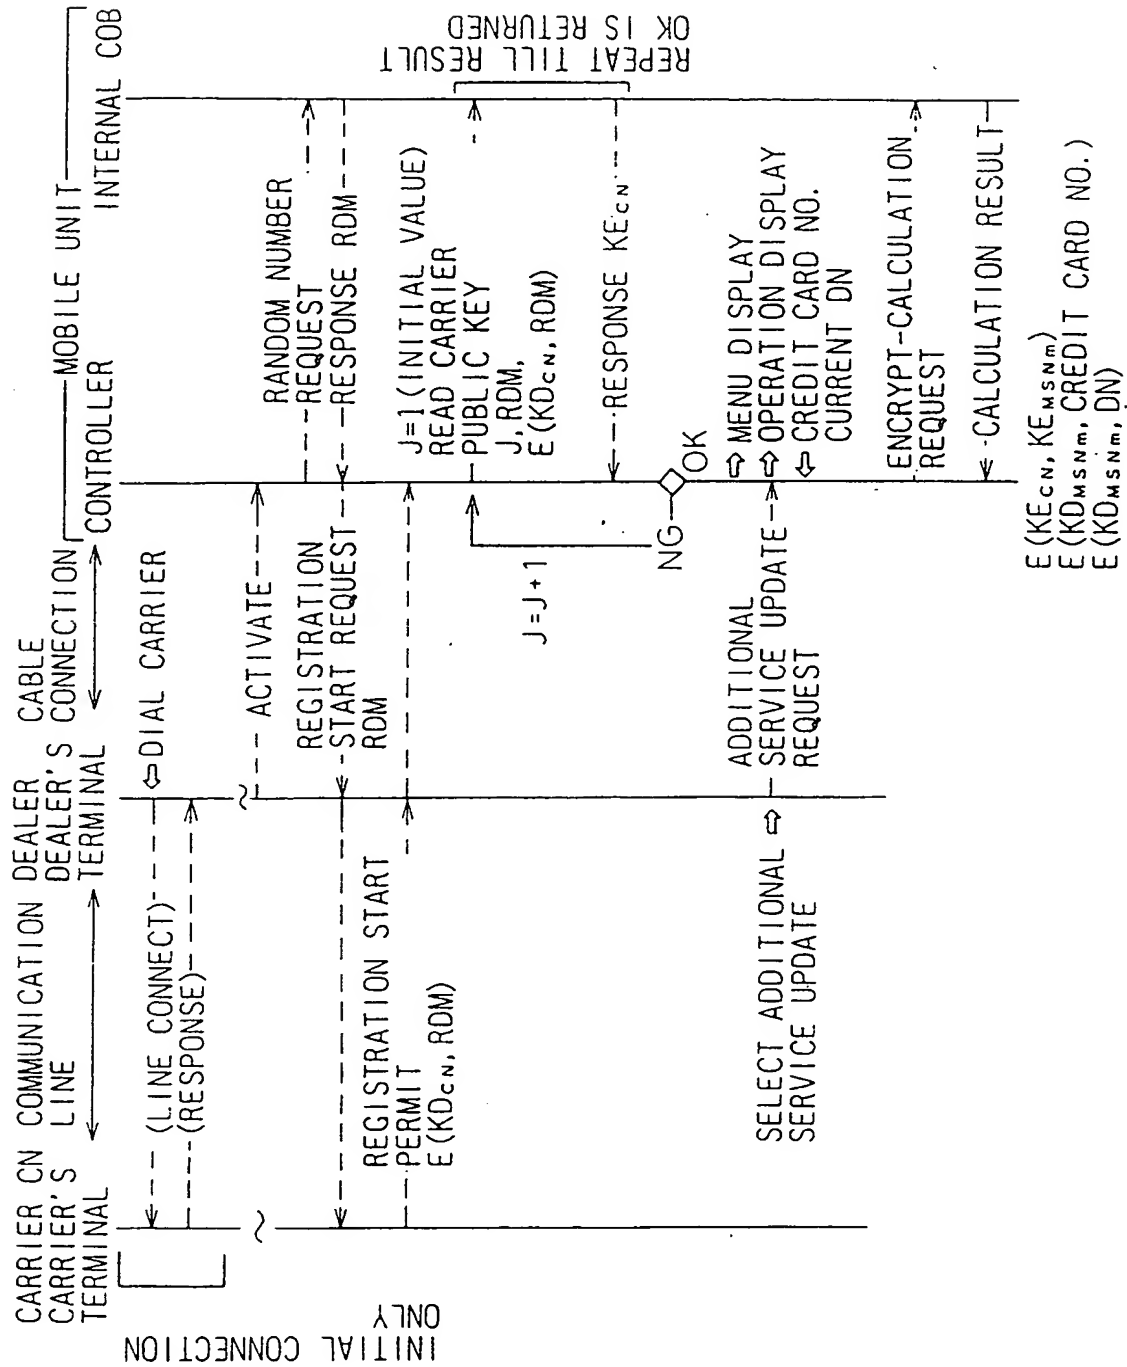 CARRIER CN
CARRIER'S
TERMINAL
COMMUNICATION
LINE
DEALER
DEALER'S
TERMINAL
CABLE
CONNECTION
MOBILE UNIT
CONTROLLER
INTERNAL COB
INITIAL CONNECTION
ONLY
DIAL CARRIER
(LINE CONNECT)
(RESPONSE)
ACTIVATE
RANDOM NUMBER
REQUEST
RESPONSE RDM
REGISTRATION
START REQUEST
RDM
REGISTRATION START
PERMIT
E(KDCN, RDM)
J=1(INITIAL VALUE)
READ CARRIER
PUBLIC KEY
J, RDM,
E(KDCN, RDM)
REPEAT TILL RESULT
OK IS RETURNED
J=J+1
RESPONSE KECN
NG
OK
SELECT ADDITIONAL
SERVICE UPDATE
ADDITIONAL
SERVICE UPDATE
REQUEST
MENU DISPLAY
OPERATION DISPLAY
CREDIT CARD NO.
CURRENT DN
ENCRYPT-CALCULATION
REQUEST
CALCULATION RESULT
E(KECN, KEMSNm)
E(KDMSNm, CREDIT CARD NO.)
E(KDMSNm, DN)